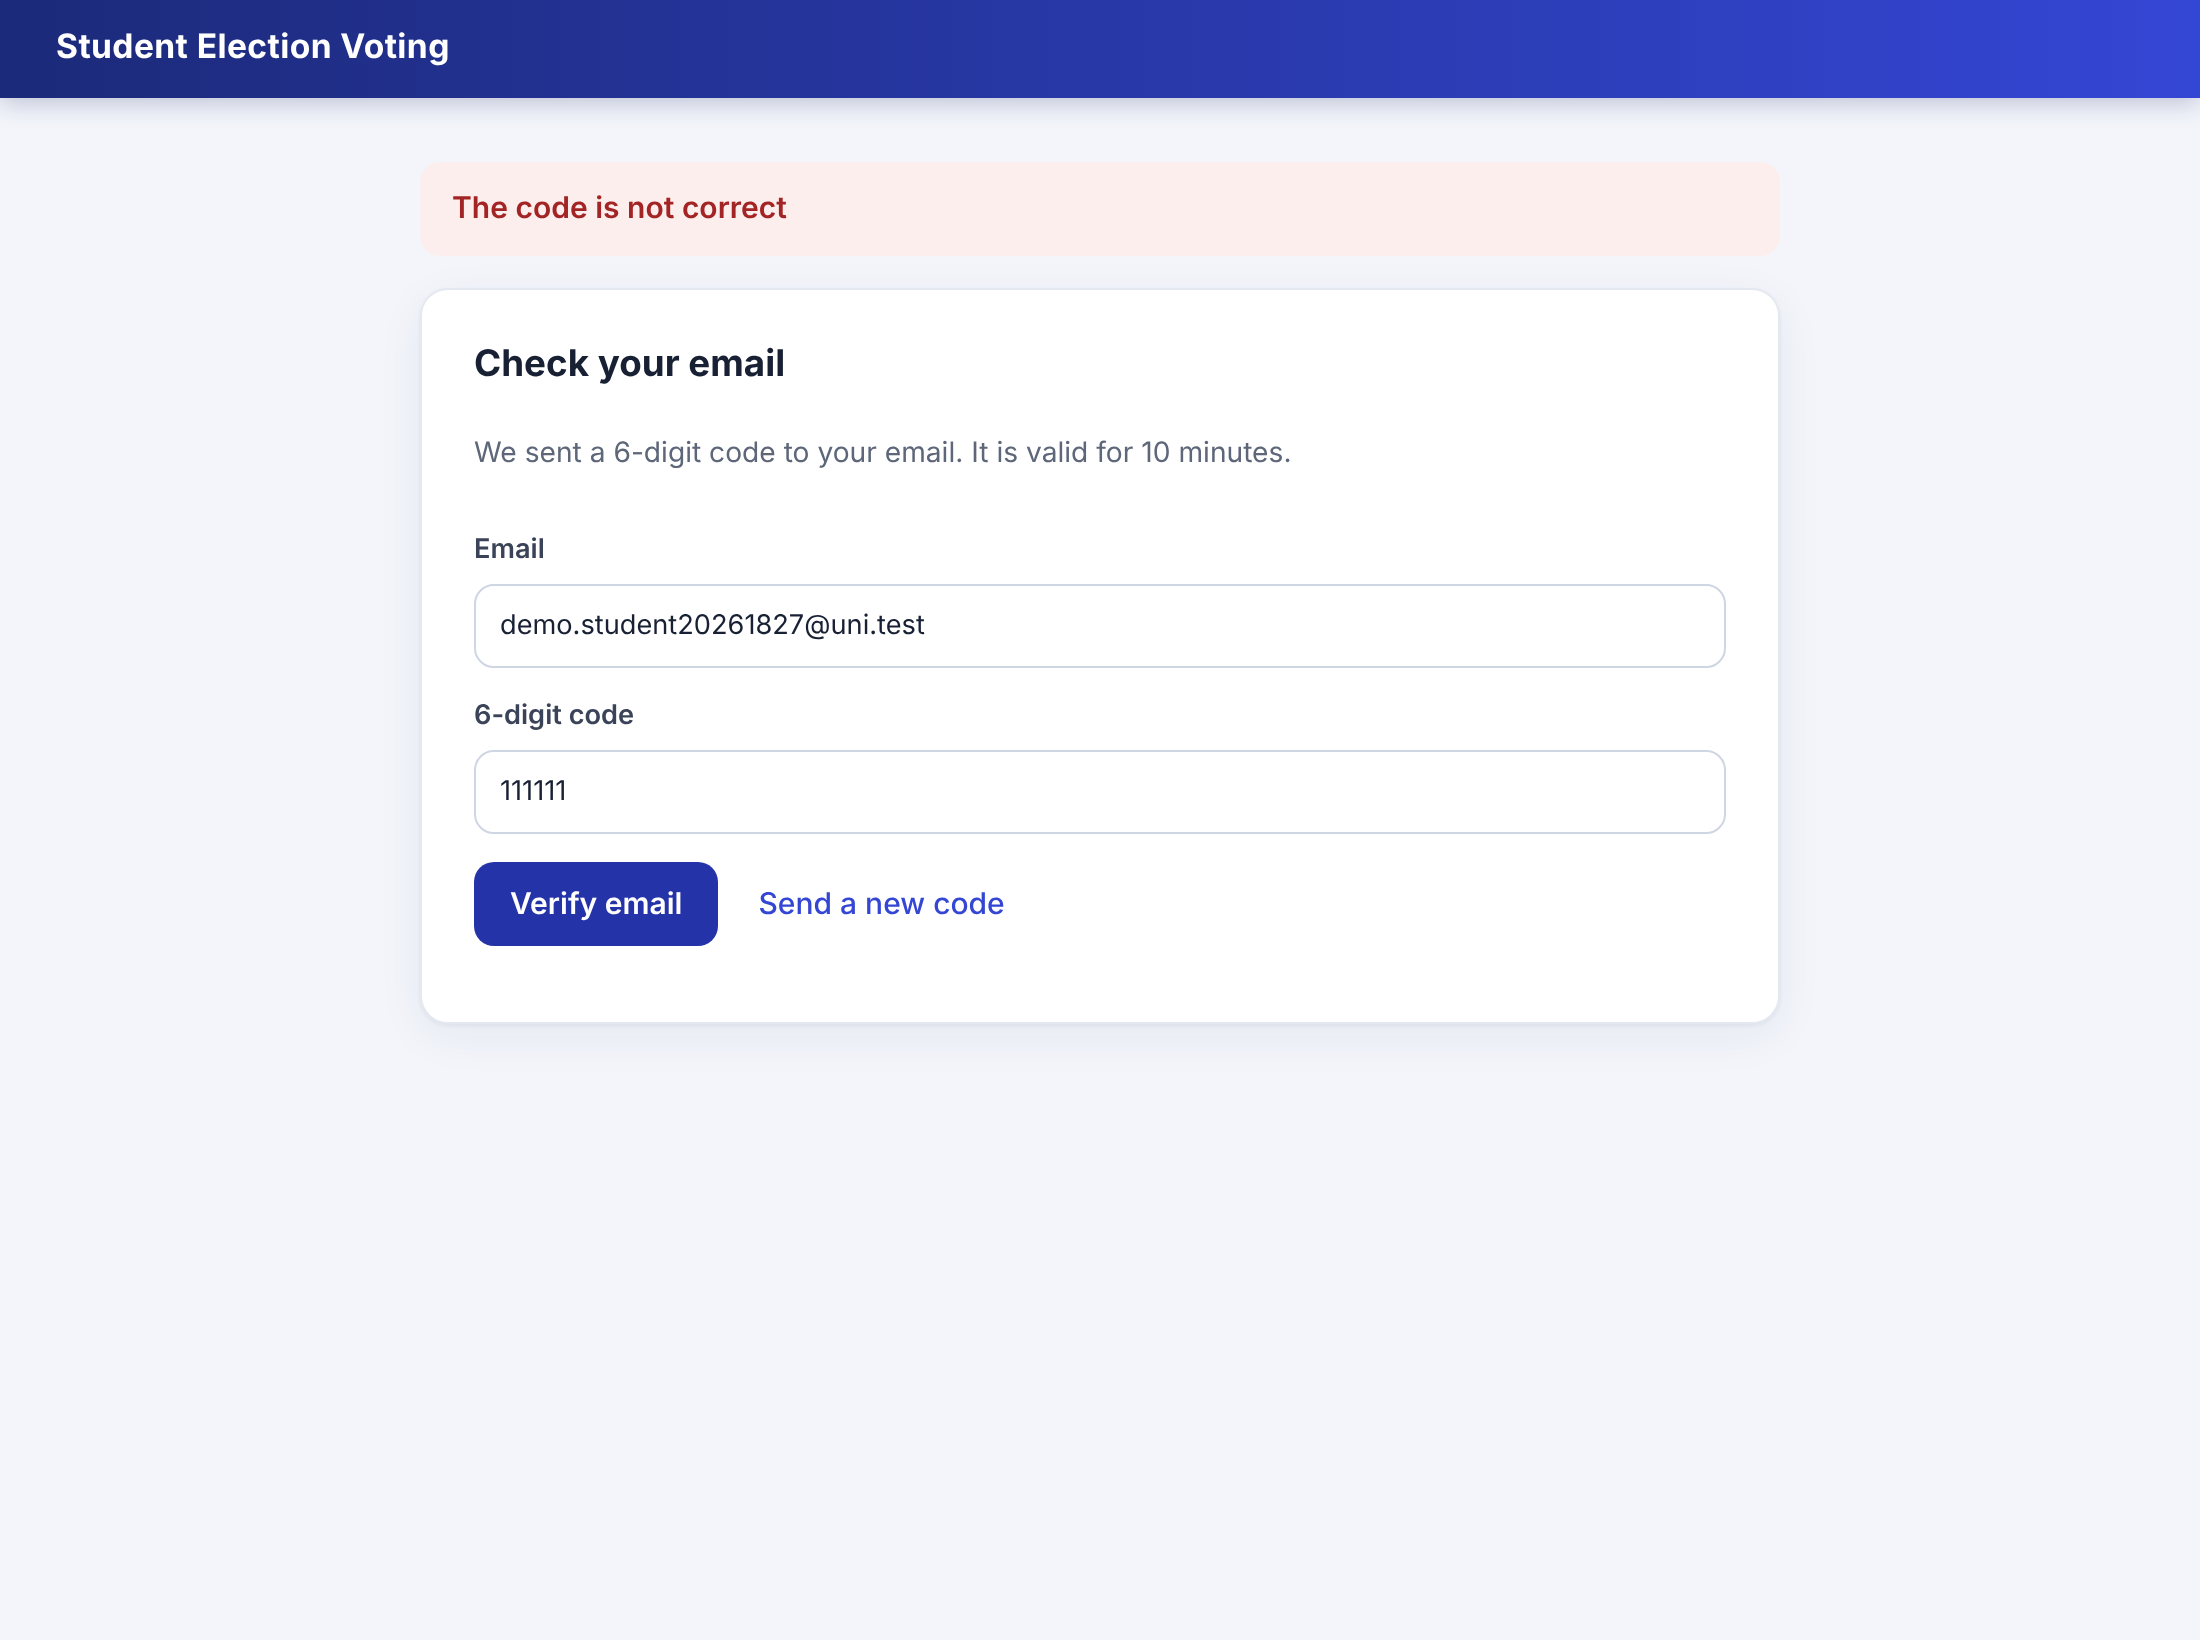 Student Election Voting
The code is not correct
Check your email
We sent a 6-digit code to your email. It is valid for 10 minutes.
Email
demo.student20261827@uni.test
6-digit code
111111
Verify email Send a new code